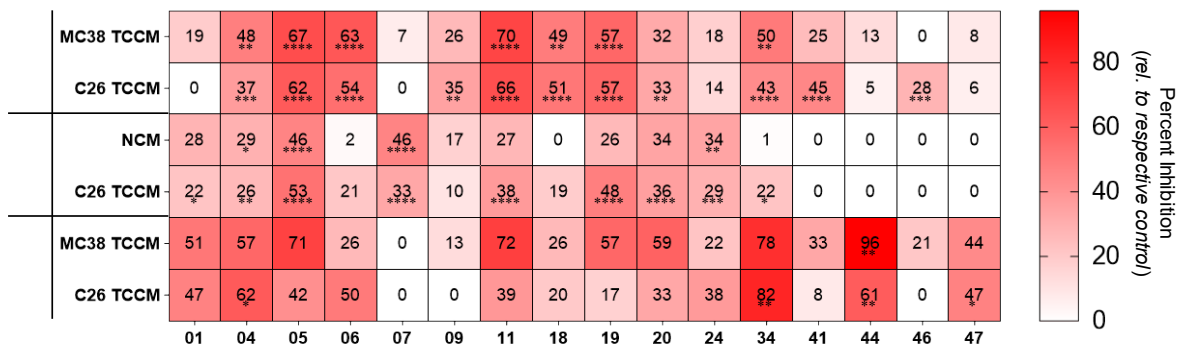 MC38 TCCM 19 48 67 63 7 26 70 49 57 32 18 50 25 13 0 8
** **** **** **** ** **** **
C26 TCCM 0 37 62 54 0 35 66 51 57 33 14 43 45 5 28 6
*** **** **** ** **** **** **** ** **** **** ***
NCM 28 29 46 2 46 17 27 0 26 34 34 1 0 0 0 0
* **** **** **
C26 TCCM 22 26 53 21 33 10 38 19 48 36 29 22 0 0 0 0
* ** **** **** **** **** **** *** *
MC38 TCCM 51 57 71 26 0 13 72 26 57 59 22 78 33 96 21 44
**
C26 TCCM 47 62 42 50 0 0 39 20 17 33 38 82 8 61 0 47
* ** ** *
01 04 05 06 07 09 11 18 19 20 24 34 41 44 46 47
80
60
40
20
0
Percent Inhibition
(rel. to respective control)